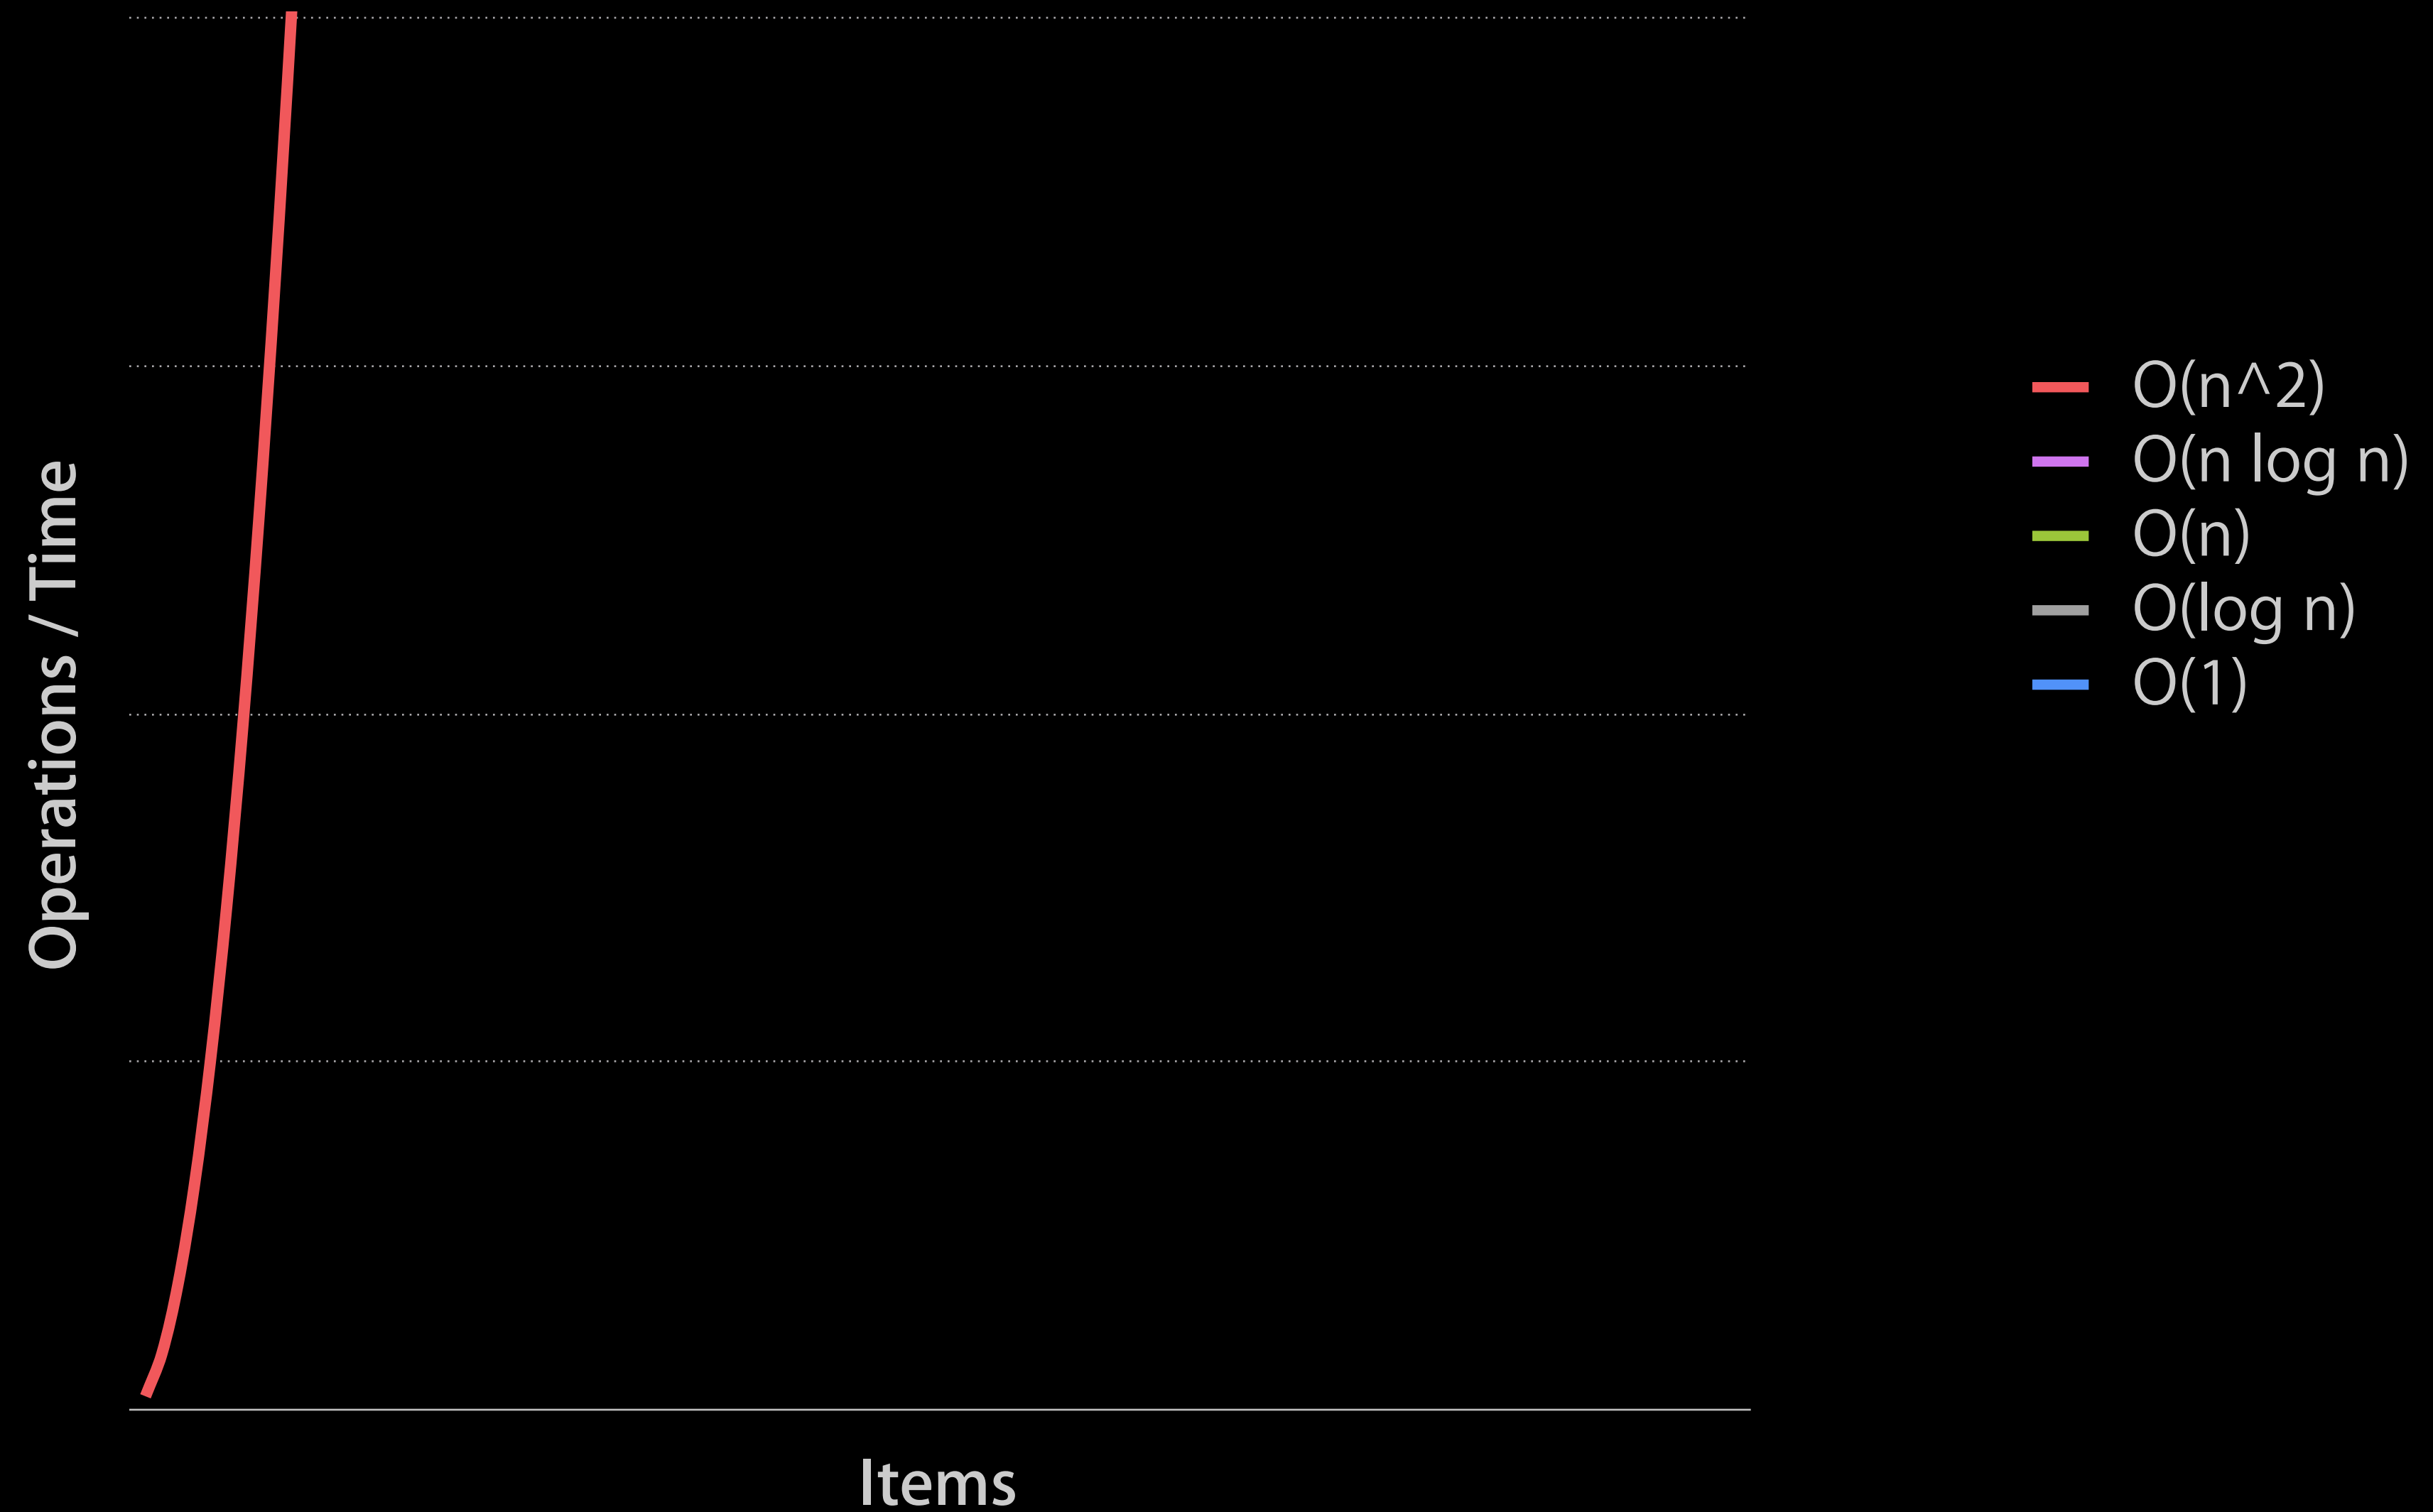 Operations / Time
O(n^2)
O(n log n)
O(n)
O(log n)
O(1)
Items